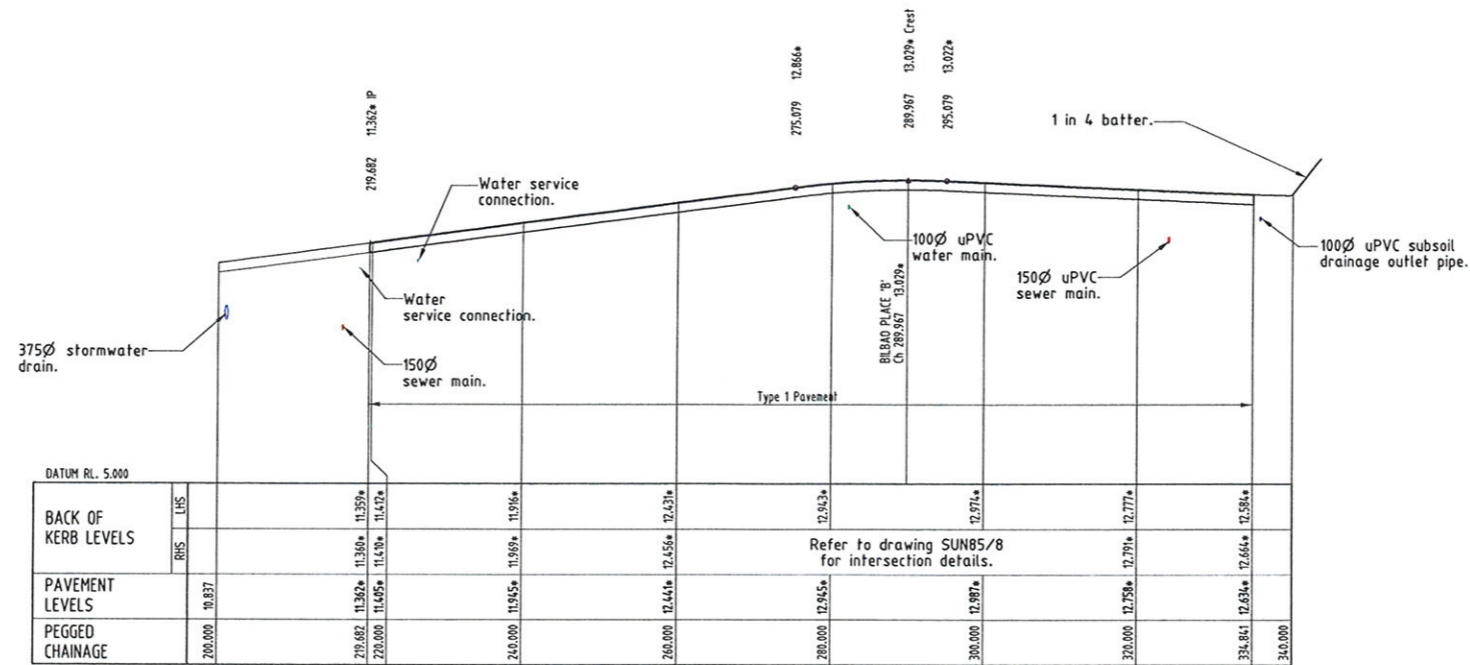 219.682 11.362* IP
275.079 12.866*
289.967 13.029* Crest
295.079 13.022*
1 in 4 batter.
Water service
connection.
100Ø uPVC
water main.
100Ø uPVC subsoil
drainage outlet pipe.
150Ø uPVC
sewer main.
Water
service connection.
BILBAO PLACE 'B'
Ch 289.967 13.029*
375Ø stormwater
drain.
150Ø
sewer main.
Type 1 Pavement
DATUM RL. 5.000
BACK OF
KERB LEVELS
LHS
11.359* 11.412* 11.916* 12.431* 12.943* 12.974* 12.777* 12.584*
RHS
11.360* 11.410* 11.969* 12.456*
Refer to drawing SUN85/8
for intersection details.
12.791* 12.664*
PAVEMENT
LEVELS
10.837 11.362* 11.405* 11.945* 12.441* 12.945* 12.987* 12.758* 12.634*
PEGGED
CHAINAGE
200.000 219.682 220.000 240.000 260.000 280.000 300.000 320.000 334.841 340.000